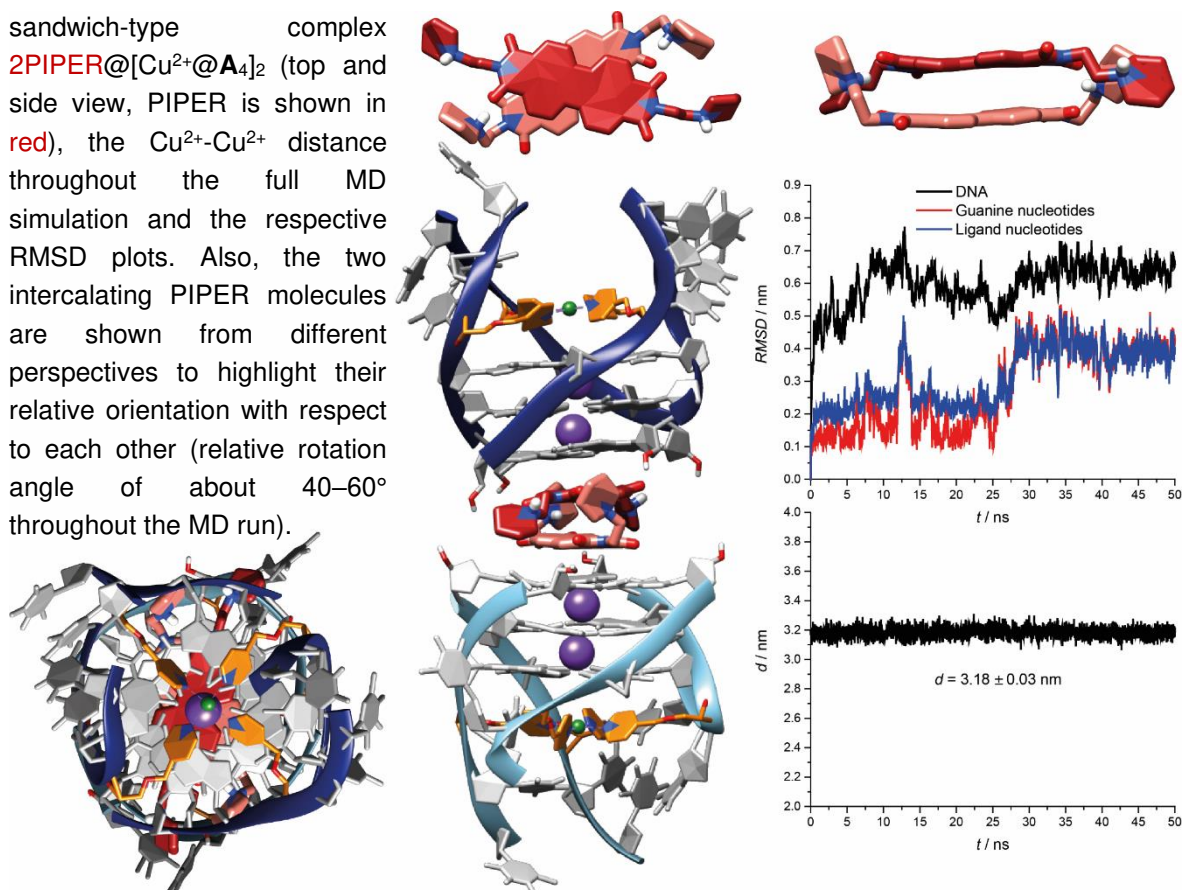 sandwich-type complex
2PIPER@[Cu²⁺@A₄]₂ (top and
side view, PIPER is shown in
red), the Cu²⁺-Cu²⁺ distance
throughout the full MD
simulation and the respective
RMSD plots. Also, the two
intercalating PIPER molecules
are shown from different
perspectives to highlight their
relative orientation with respect
to each other (relative rotation
angle of about 40–60°
throughout the MD run).
DNA
Guanine nucleotides
Ligand nucleotides
RMSD / nm
0.9
0.8
0.7
0.6
0.5
0.4
0.3
0.2
0.1
0.0
0 5 10 15 20 25 30 35 40 45 50
t / ns
d / nm
4.0
3.8
3.6
3.4
3.2
3.0
2.8
2.6
2.4
2.2
2.0
d = 3.18 ± 0.03 nm
0 5 10 15 20 25 30 35 40 45 50
t / ns